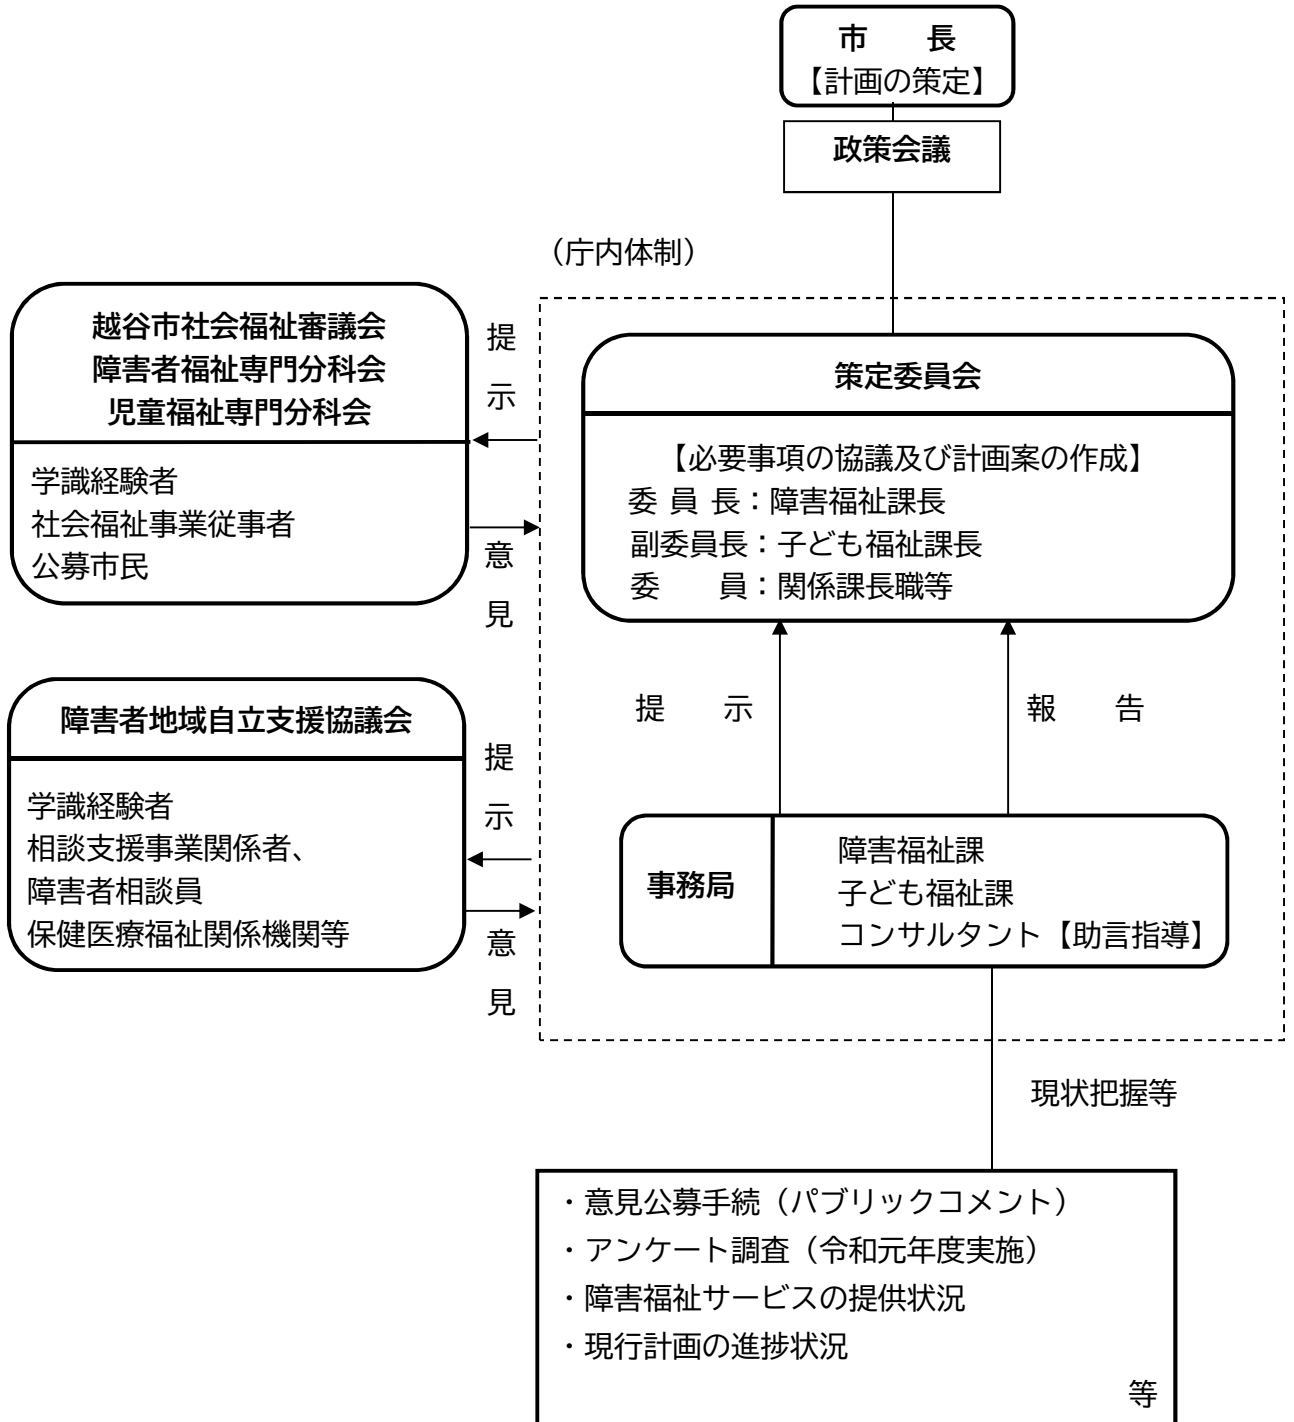 市　　長
【計画の策定】
政策会議
（庁内体制）
越谷市社会福祉審議会
障害者福祉専門分科会
児童福祉専門分科会
学識経験者
社会福祉事業従事者
公募市民
提示
意見
策定委員会
【必要事項の協議及び計画案の作成】
委 員 長：障害福祉課長
副委員長：子ども福祉課長
委　　員：関係課長職等
提　　示
報　　告
障害者地域自立支援協議会
学識経験者
相談支援事業関係者、
障害者相談員
保健医療福祉関係機関等
提示
意見
事務局
障害福祉課
子ども福祉課
コンサルタント【助言指導】
現状把握等
・意見公募手続（パブリックコメント）
・アンケート調査（令和元年度実施）
・障害福祉サービスの提供状況
・現行計画の進捗状況
等